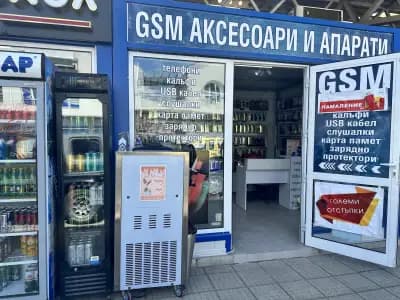 GSM АКСЕСОАРИ И АПАРАТИ
AP
телефони
калъфи
USB кабел
слушалки
карта памет
зарядно
протектори
GSM
НАМАЛЕНИЕ
калъфи
USB кабел
слушалки
карта памет
зарядно
протектори
ГОЛЕМИ
ОТСТЪПКИ